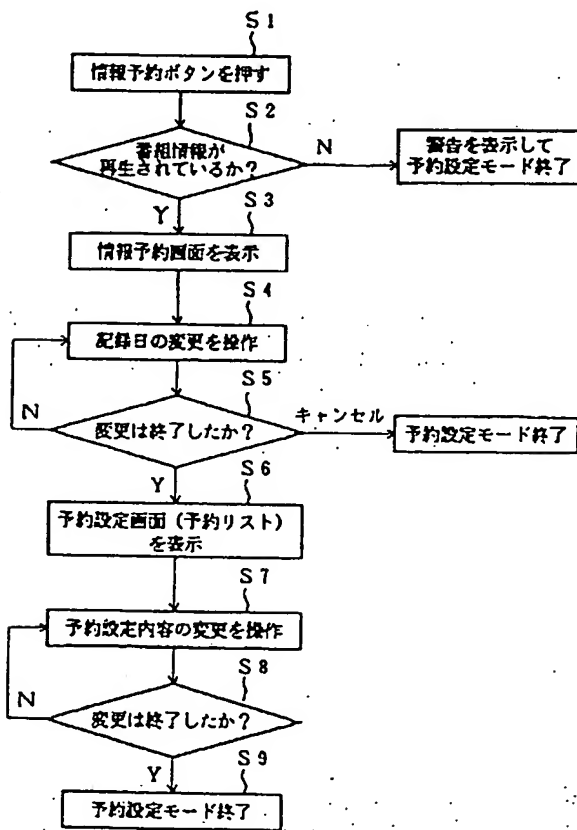 S1
情報予約ボタンを押す
S2
番組情報が
再生されているか?
N
警告を表示して
予約設定モード終了
Y
S3
情報予約画面を表示
S4
記録日の変更を操作
S5
変更は終了したか?
N
キャンセル
予約設定モード終了
Y
S6
予約設定画面(予約リスト)
を表示
S7
予約設定内容の変更を操作
S8
変更は終了したか?
N
Y
S9
予約設定モード終了